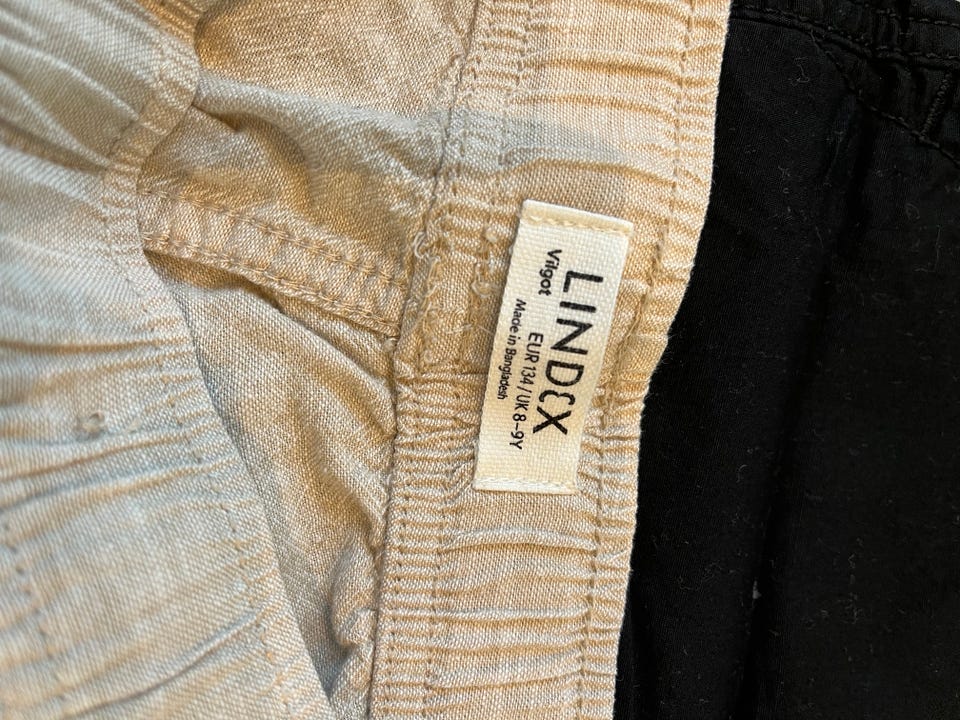 LINDEX
Vilgot
EUR 134 / UK 8-9Y
Made in Bangladesh